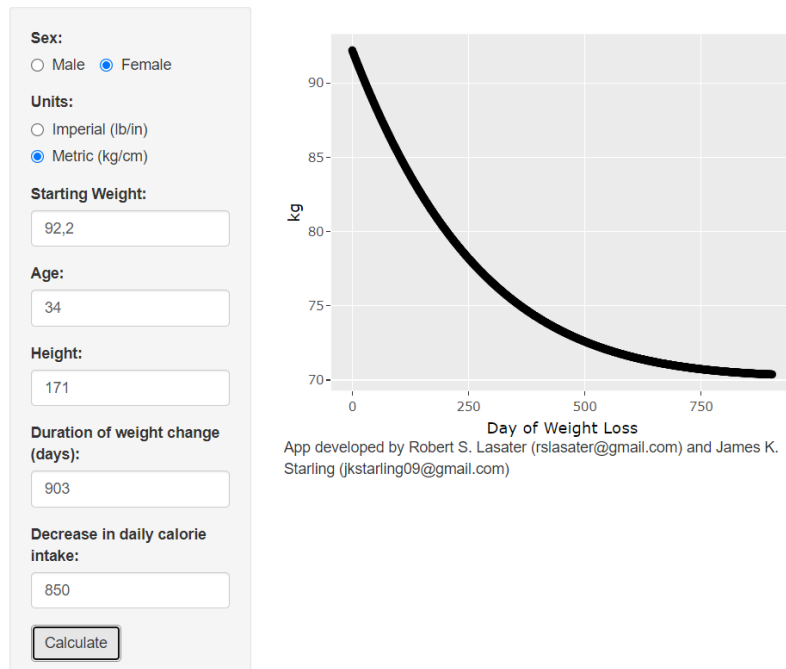 Sex:
Male Female
Units:
Imperial (lb/in)
Metric (kg/cm)
Starting Weight:
92,2
Age:
34
Height:
171
Duration of weight change
(days):
903
Decrease in daily calorie
intake:
850
Calculate
kg
90
85
80
75
70
0 250 500 750
Day of Weight Loss
App developed by Robert S. Lasater (rslasater@gmail.com) and James K.
Starling (jkstarling09@gmail.com)